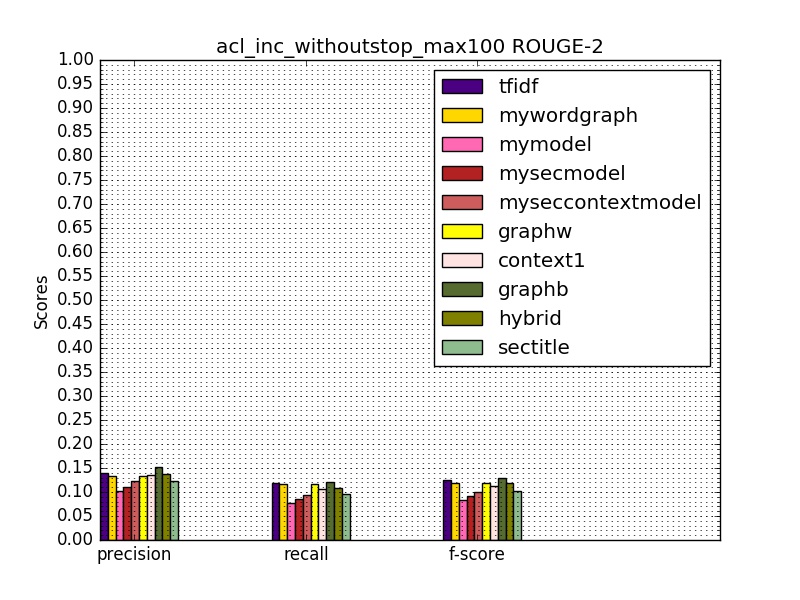 acl_inc_withoutstop_max100 ROUGE-2
1.00
0.95
0.90
0.85
0.80
0.75
0.70
0.65
0.60
0.55
0.50
0.45
0.40
0.35
0.30
0.25
0.20
0.15
0.10
0.05
0.00
Scores
tfidf
mywordgraph
mymodel
mysecmodel
myseccontextmodel
graphw
context1
graphb
hybrid
sectitle
precision recall f-score